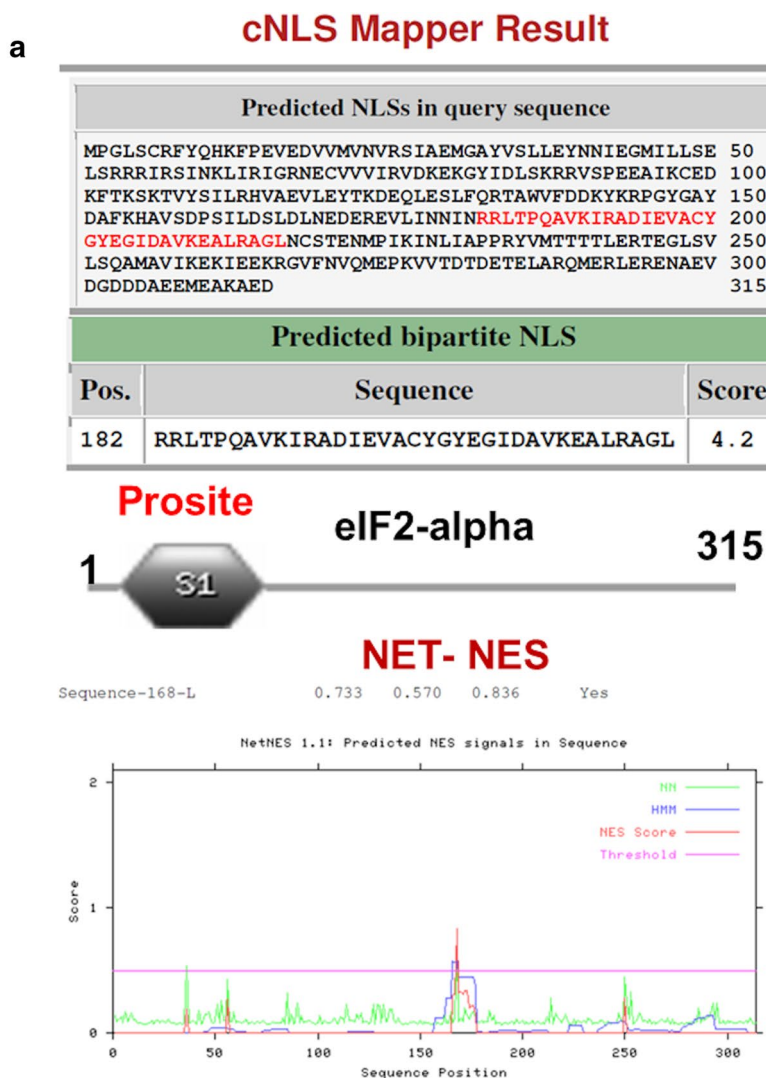 cNLS Mapper Result
a
Predicted NLSs in query sequence
MPGLSCRFYQHKFPEVEDVVMVNVRSIAEMGAYVSLLEYNNIEGMILLSE 50
LSRRRIRSINKLIRIGRNECVVVIRVDKEKGYIDLSKRRVSPEEAIKCED 100
KFTKSKTVYSILRHVAEVLEYTKDEQLESLFQRTAWVFDDKYKRPGYGAY 150
DAFKHAVSDPSILDSLDLNEDEREVLINNINRRLTPQAVKIRADIEVACY 200
GYEGIDAVKEALRAGLNCSTENMPIKINLIAPPRYVMTTTTLERTEGLSV 250
LSQAMAVIKEKIEEKRGVFNVQMEPKVVTDTDETELARQMERLERENAEV 300
DGDDDAEEMEAKAED 315
Predicted bipartite NLS
Pos. Sequence Score
182 RRLTPQAVKIRADIEVACYGYEGIDAVKEALRAGL 4.2
Prosite
eIF2-alpha
1 315
S1
NET- NES
Sequence-168-L 0.733 0.570 0.836 Yes
NetNES 1.1: Predicted NES signals in Sequence
2
NN
HMM
NES Score
Threshold
1
Score
0
0 50 100 150 200 250 300
Sequence Position